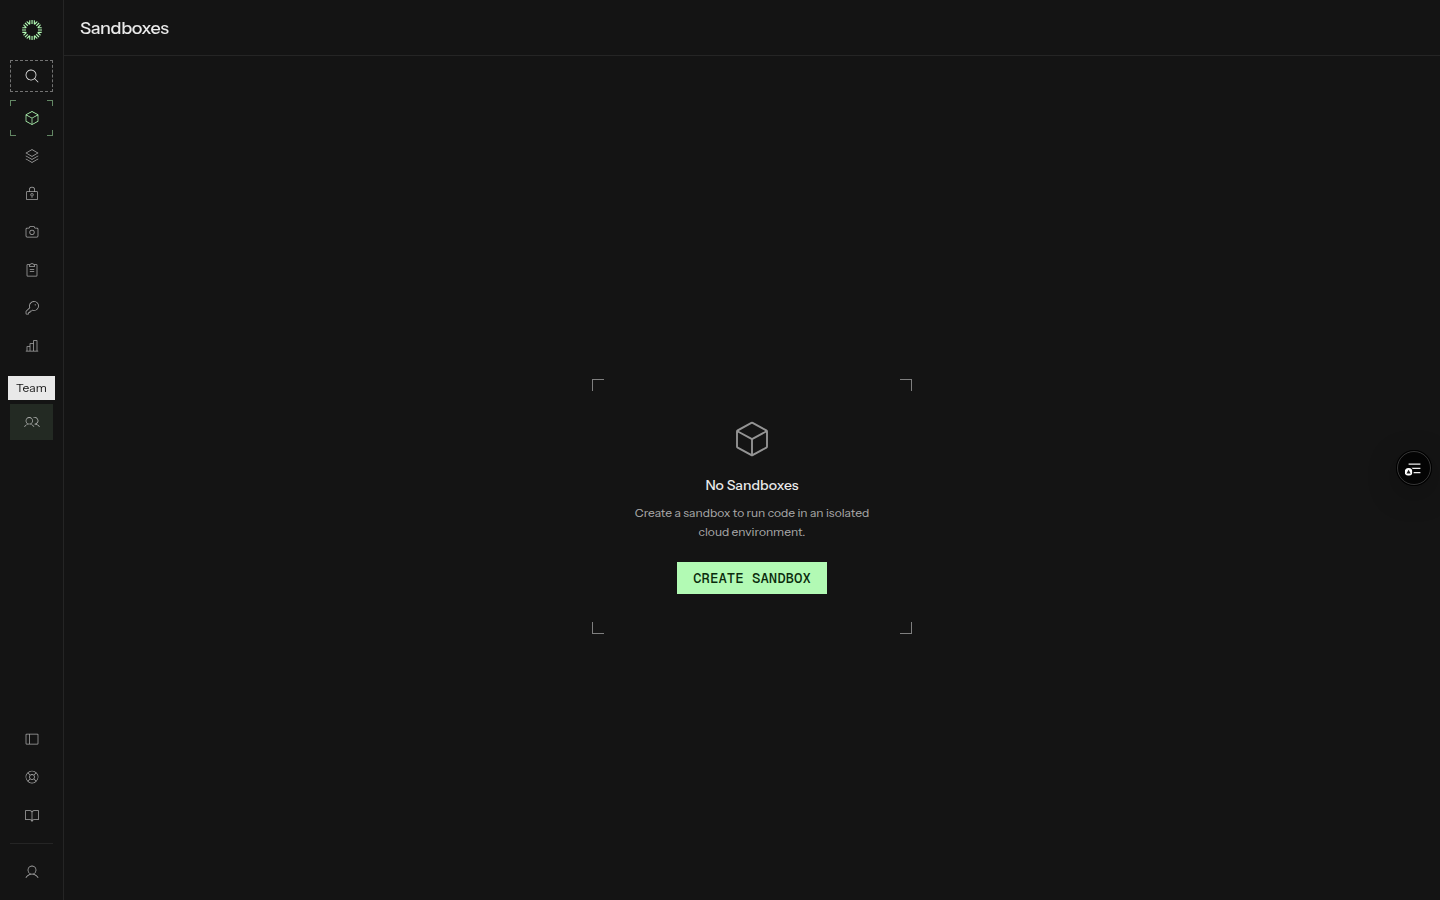 Sandboxes
Team
No Sandboxes
Create a sandbox to run code in an isolated
cloud environment.
CREATE SANDBOX